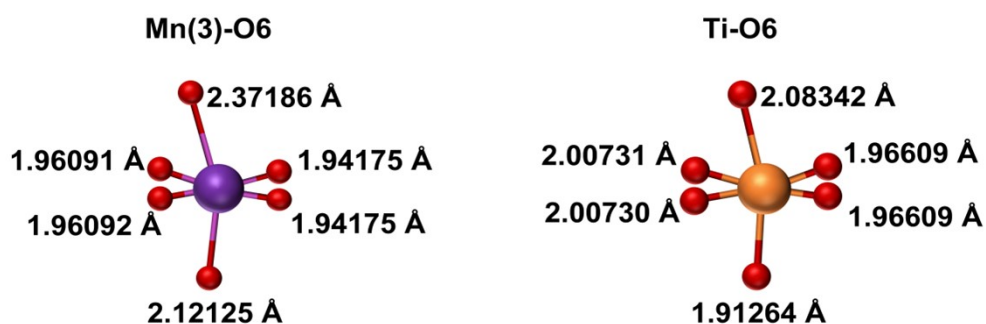 Mn(3)-O6
Ti-O6
2.37186 Å
2.08342 Å
1.96091 Å
1.94175 Å
2.00731 Å
1.96609 Å
1.96092 Å
1.94175 Å
2.00730 Å
1.96609 Å
2.12125 Å
1.91264 Å